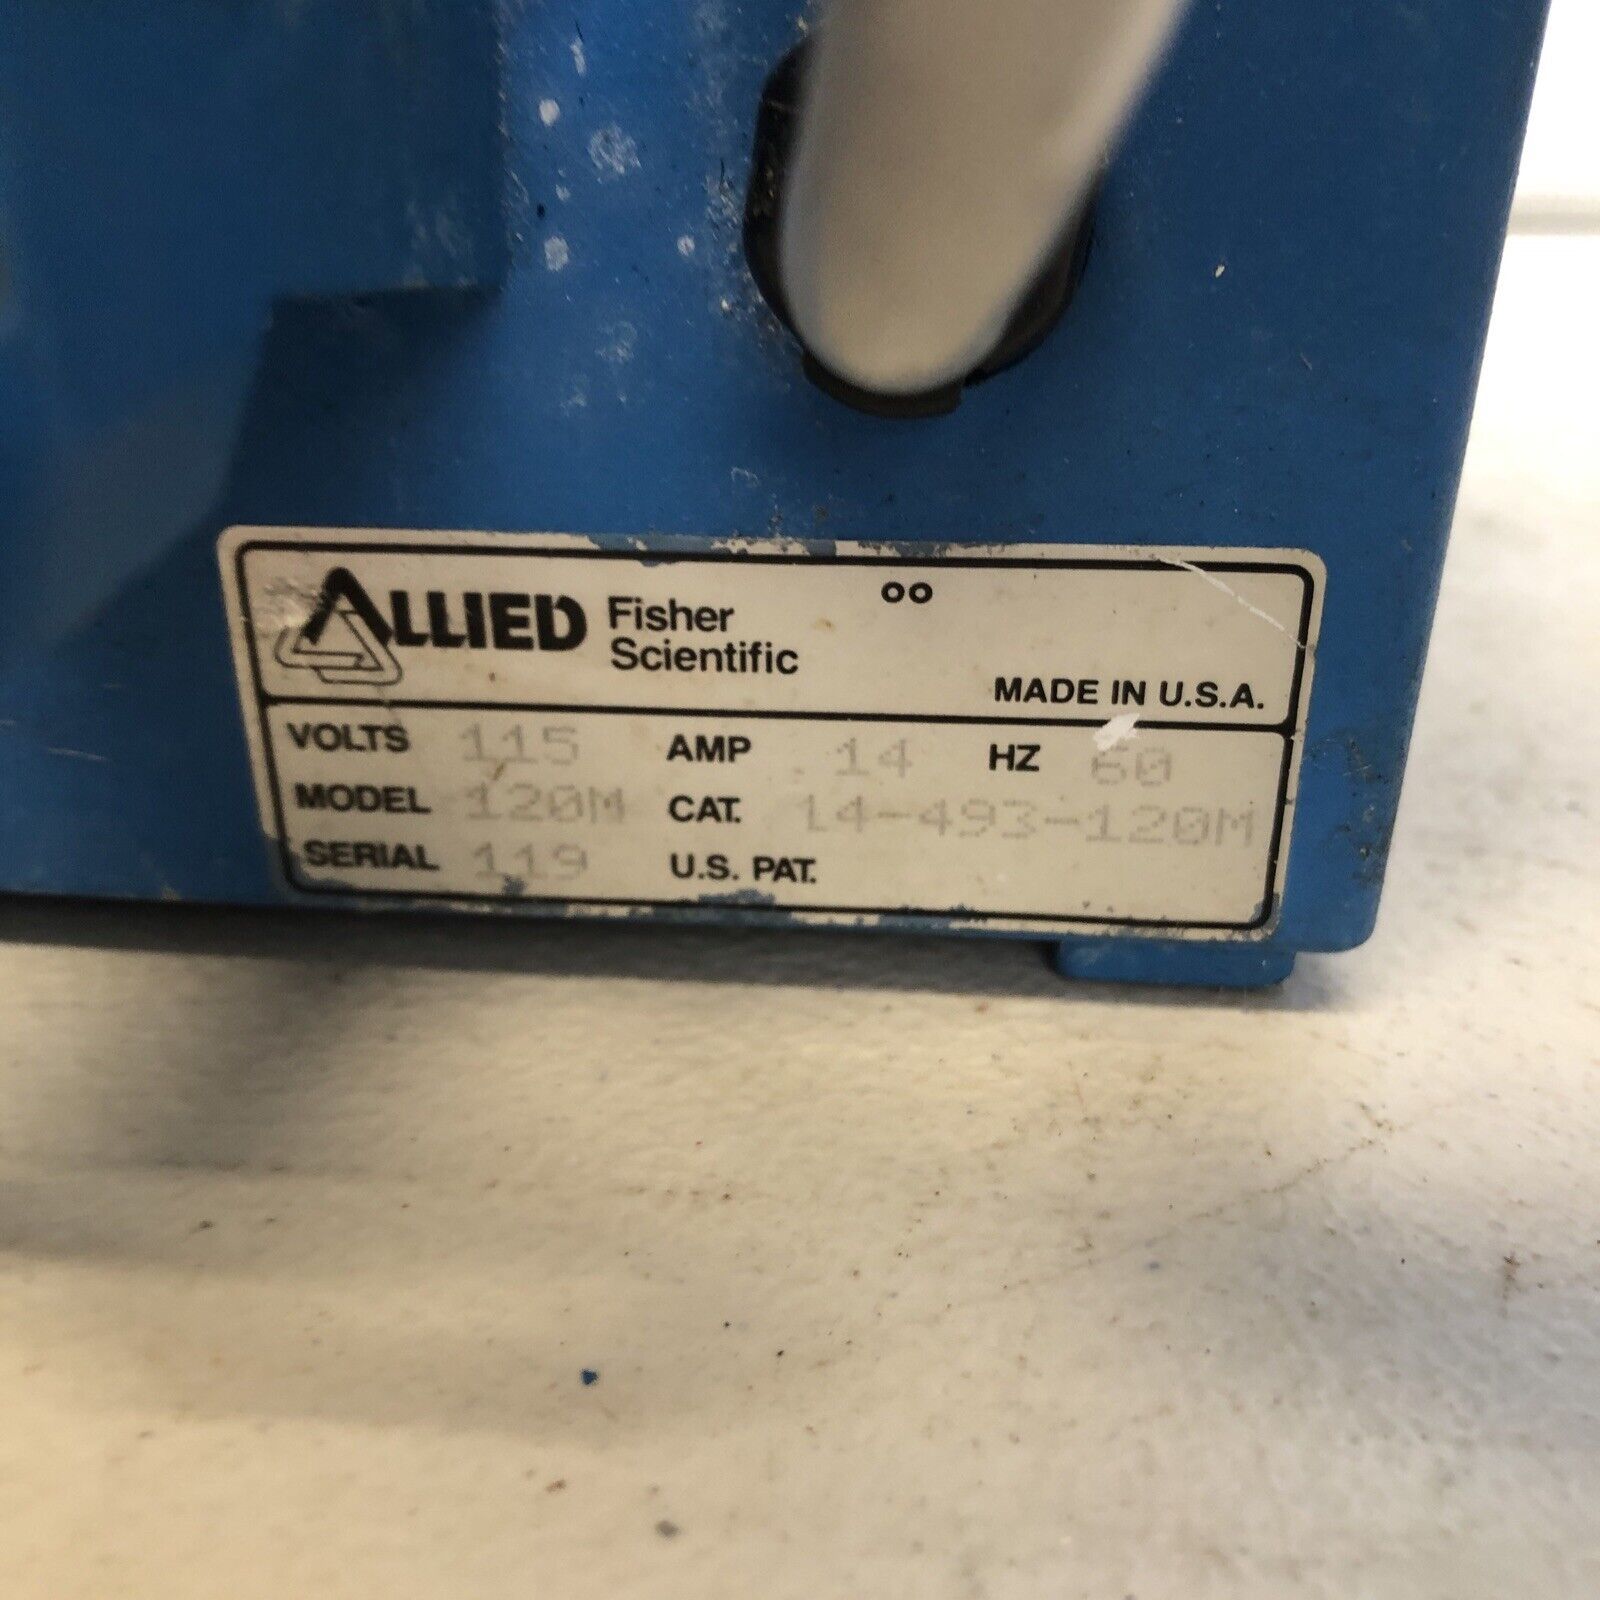 ALLIED Fisher Scientific
oo
MADE IN U.S.A.
VOLTS 115 AMP .14 HZ 60
MODEL 120M CAT. 14-493-120M
SERIAL 119 U.S. PAT.